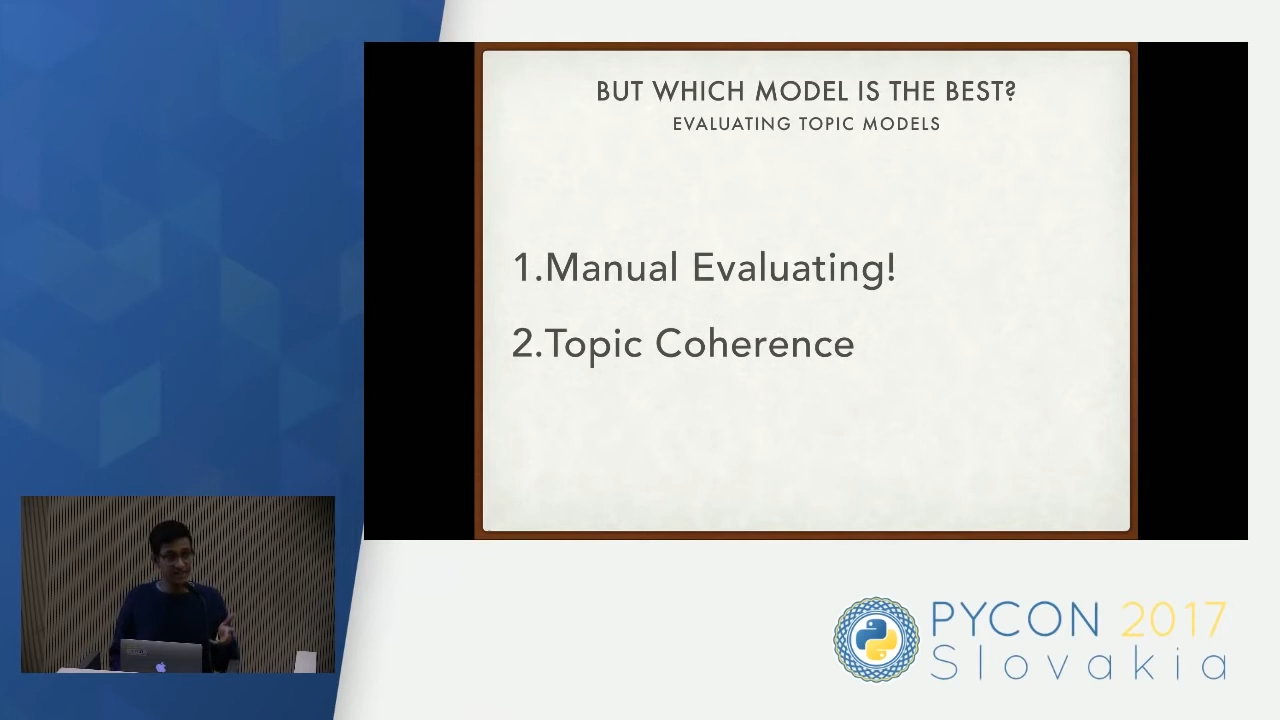 BUT WHICH MODEL IS THE BEST?
EVALUATING TOPIC MODELS
1.Manual Evaluating!
2.Topic Coherence
PYCON 2017
Slovakia